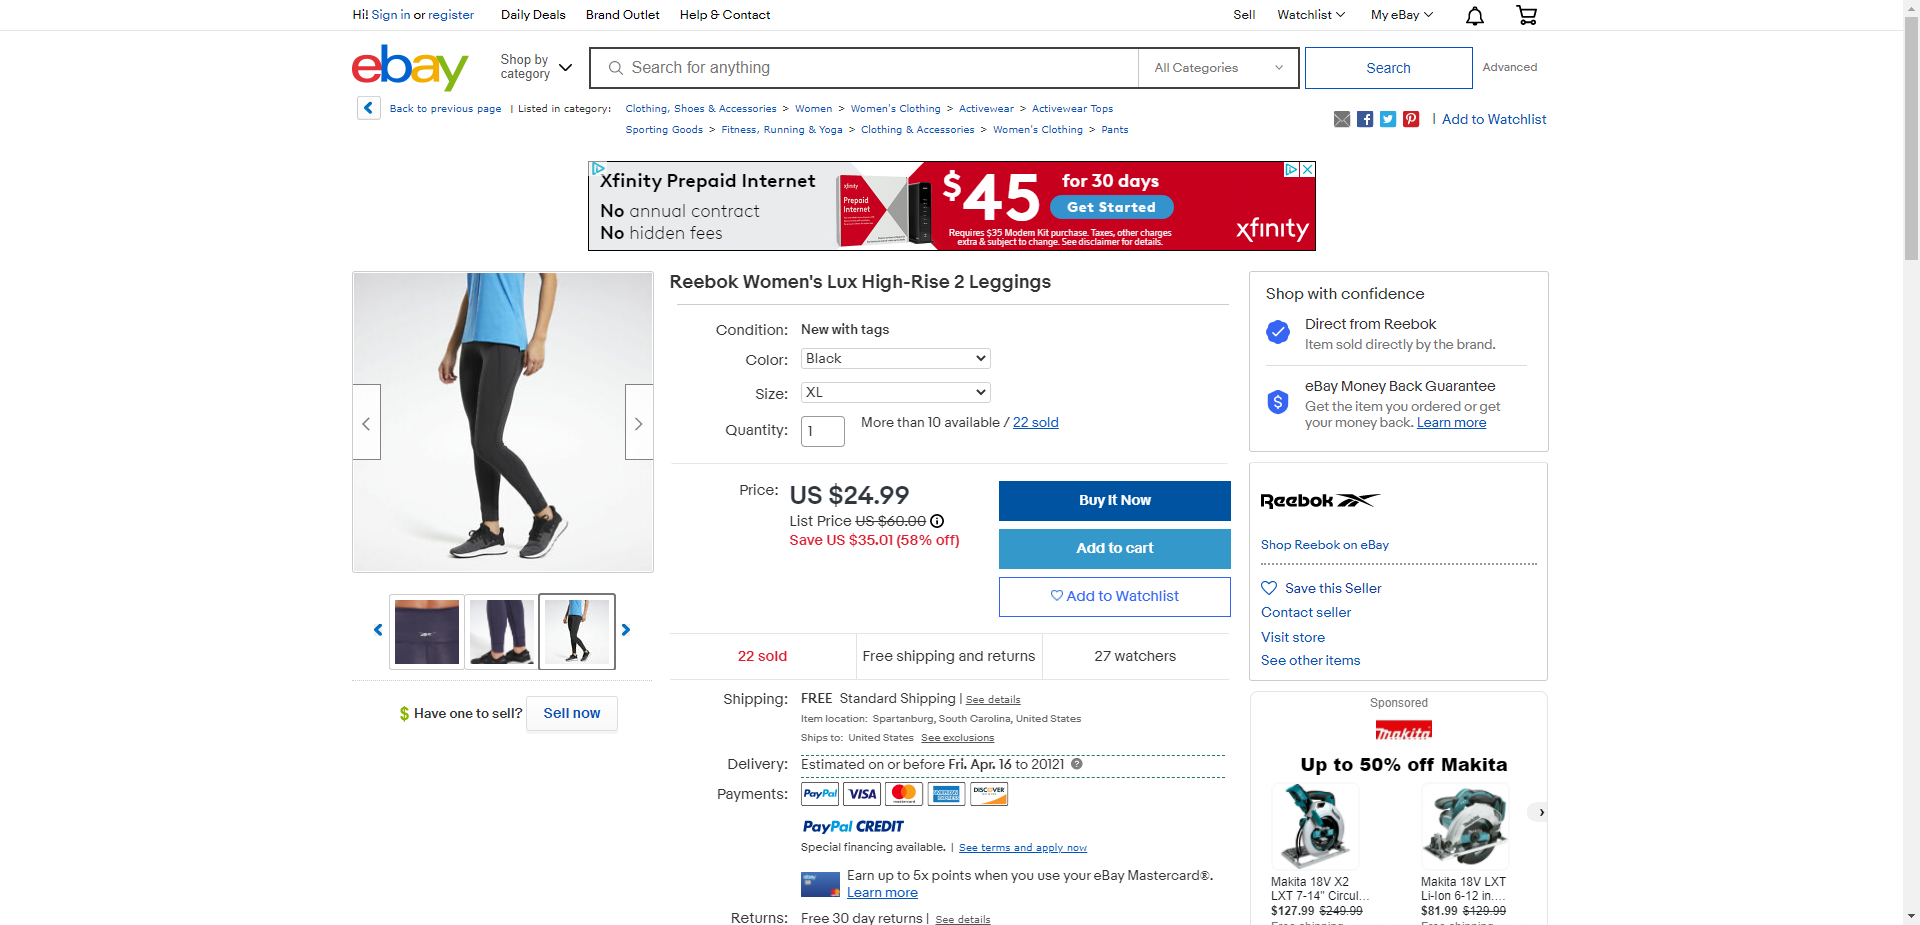 Hi! Sign in or register
Daily Deals
Brand Outlet
Help & Contact
Sell
Watchlist
My eBay
ebay
Shop by category
Search for anything
All Categories
Search
Advanced
Back to previous page | Listed in category:
Clothing, Shoes & Accessories > Women > Women's Clothing > Activewear > Activewear Tops
Sporting Goods > Fitness, Running & Yoga > Clothing & Accessories > Women's Clothing > Pants
| Add to Watchlist
Xfinity Prepaid Internet
No annual contract
No hidden fees
xfinity
Prepaid
Internet
$45
for 30 days
Get Started
Requires $35 Modem Kit purchase. Taxes, other charges
extra & subject to change. See disclaimer for details.
xfinity
Reebok Women's Lux High-Rise 2 Leggings
Condition: New with tags
Color: Black
Size: XL
Quantity: 1
More than 10 available / 22 sold
Price: US $24.99
List Price US $60.00
Save US $35.01 (58% off)
Buy It Now
Add to cart
Add to Watchlist
22 sold
Free shipping and returns
27 watchers
Shipping: FREE Standard Shipping | See details
Item location: Spartanburg, South Carolina, United States
Ships to: United States See exclusions
Delivery: Estimated on or before Fri. Apr. 16 to 20121
Payments: PayPal VISA mastercard AMERICAN EXPRESS DISCOVER
PayPal CREDIT
Special financing available. | See terms and apply now
Earn up to 5x points when you use your eBay Mastercard®.
Learn more
Returns: Free 30 day returns | See details
$ Have one to sell? Sell now
Shop with confidence
Direct from Reebok
Item sold directly by the brand.
eBay Money Back Guarantee
Get the item you ordered or get
your money back. Learn more
Reebok
Shop Reebok on eBay
Save this Seller
Contact seller
Visit store
See other items
Sponsored
makita
Up to 50% off Makita
Makita 18V X2
LXT 7-14" Circul...
$127.99 $249.99
Free shipping
Makita 18V LXT
Li-Ion 6-12 in....
$81.99 $129.99
Free shipping